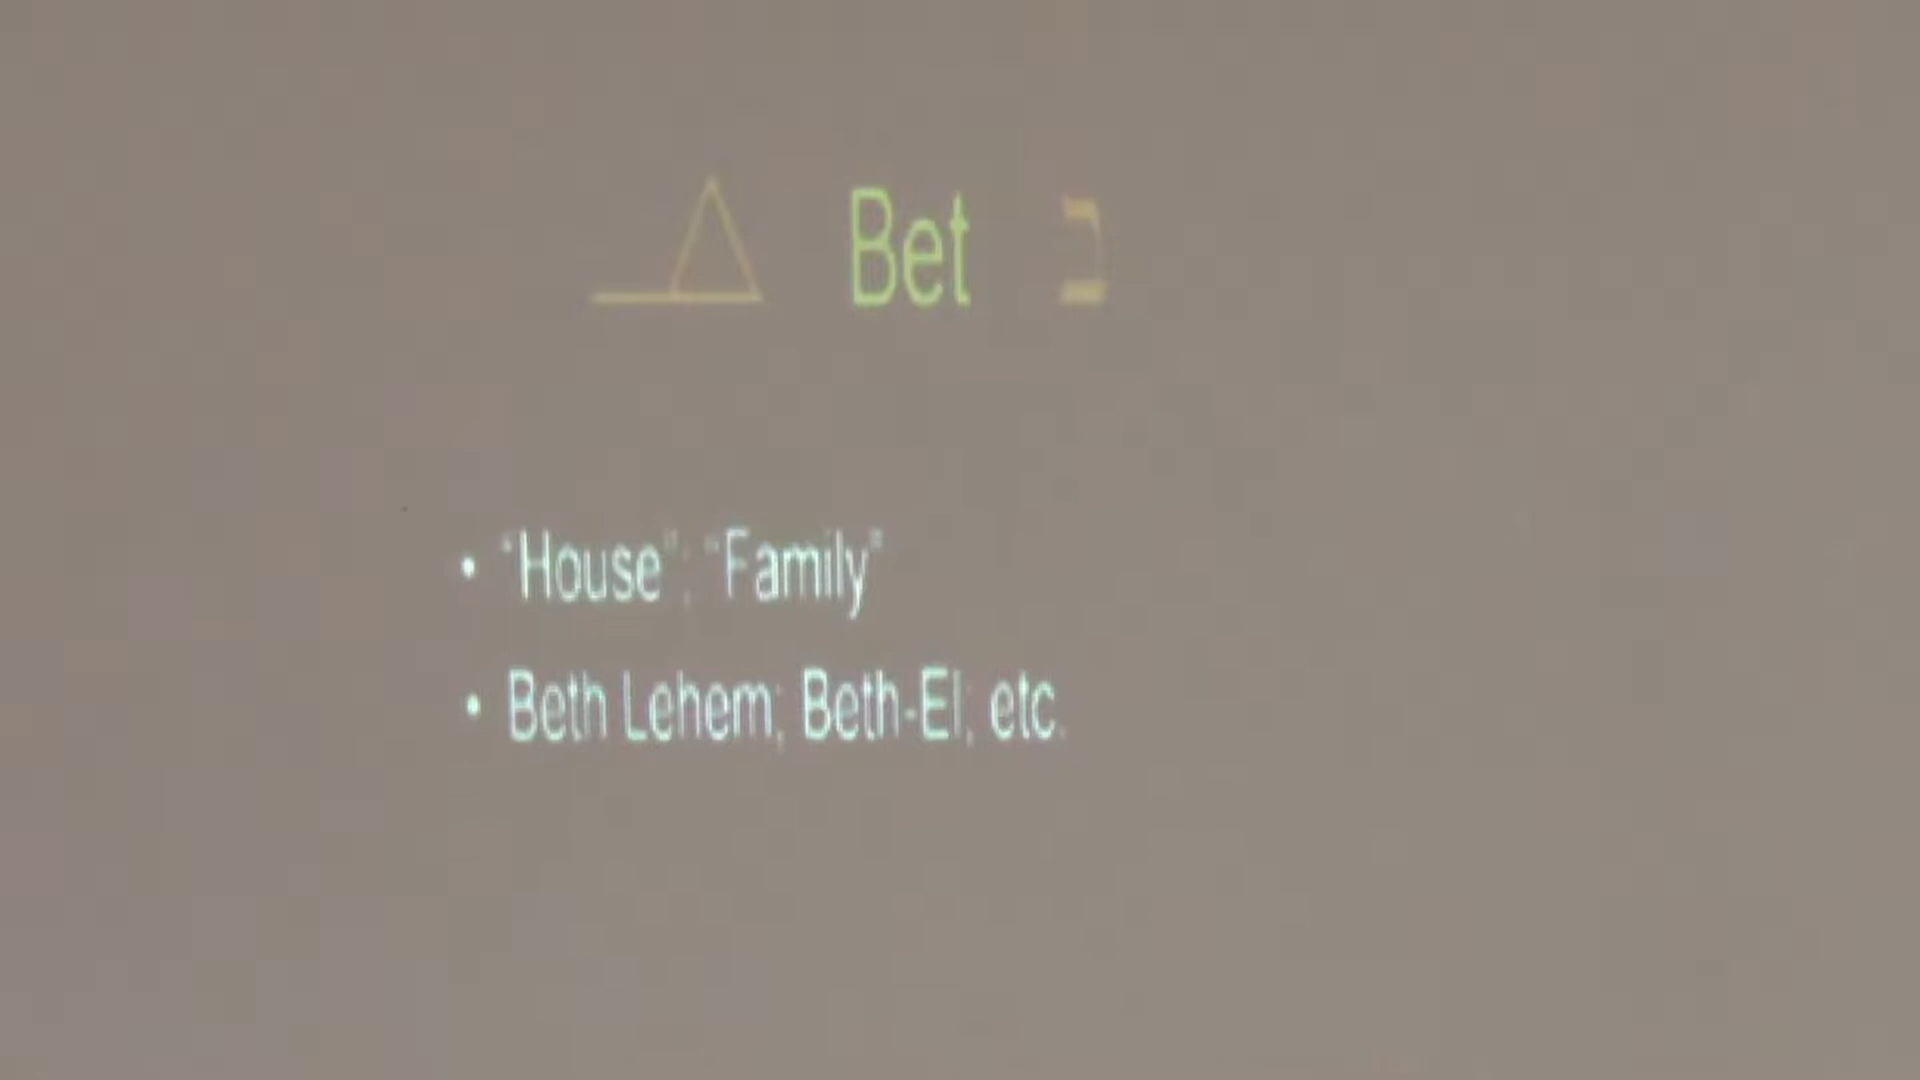 Bet ב
• "House"; "Family"
• Beth Lehem; Beth-El; etc.